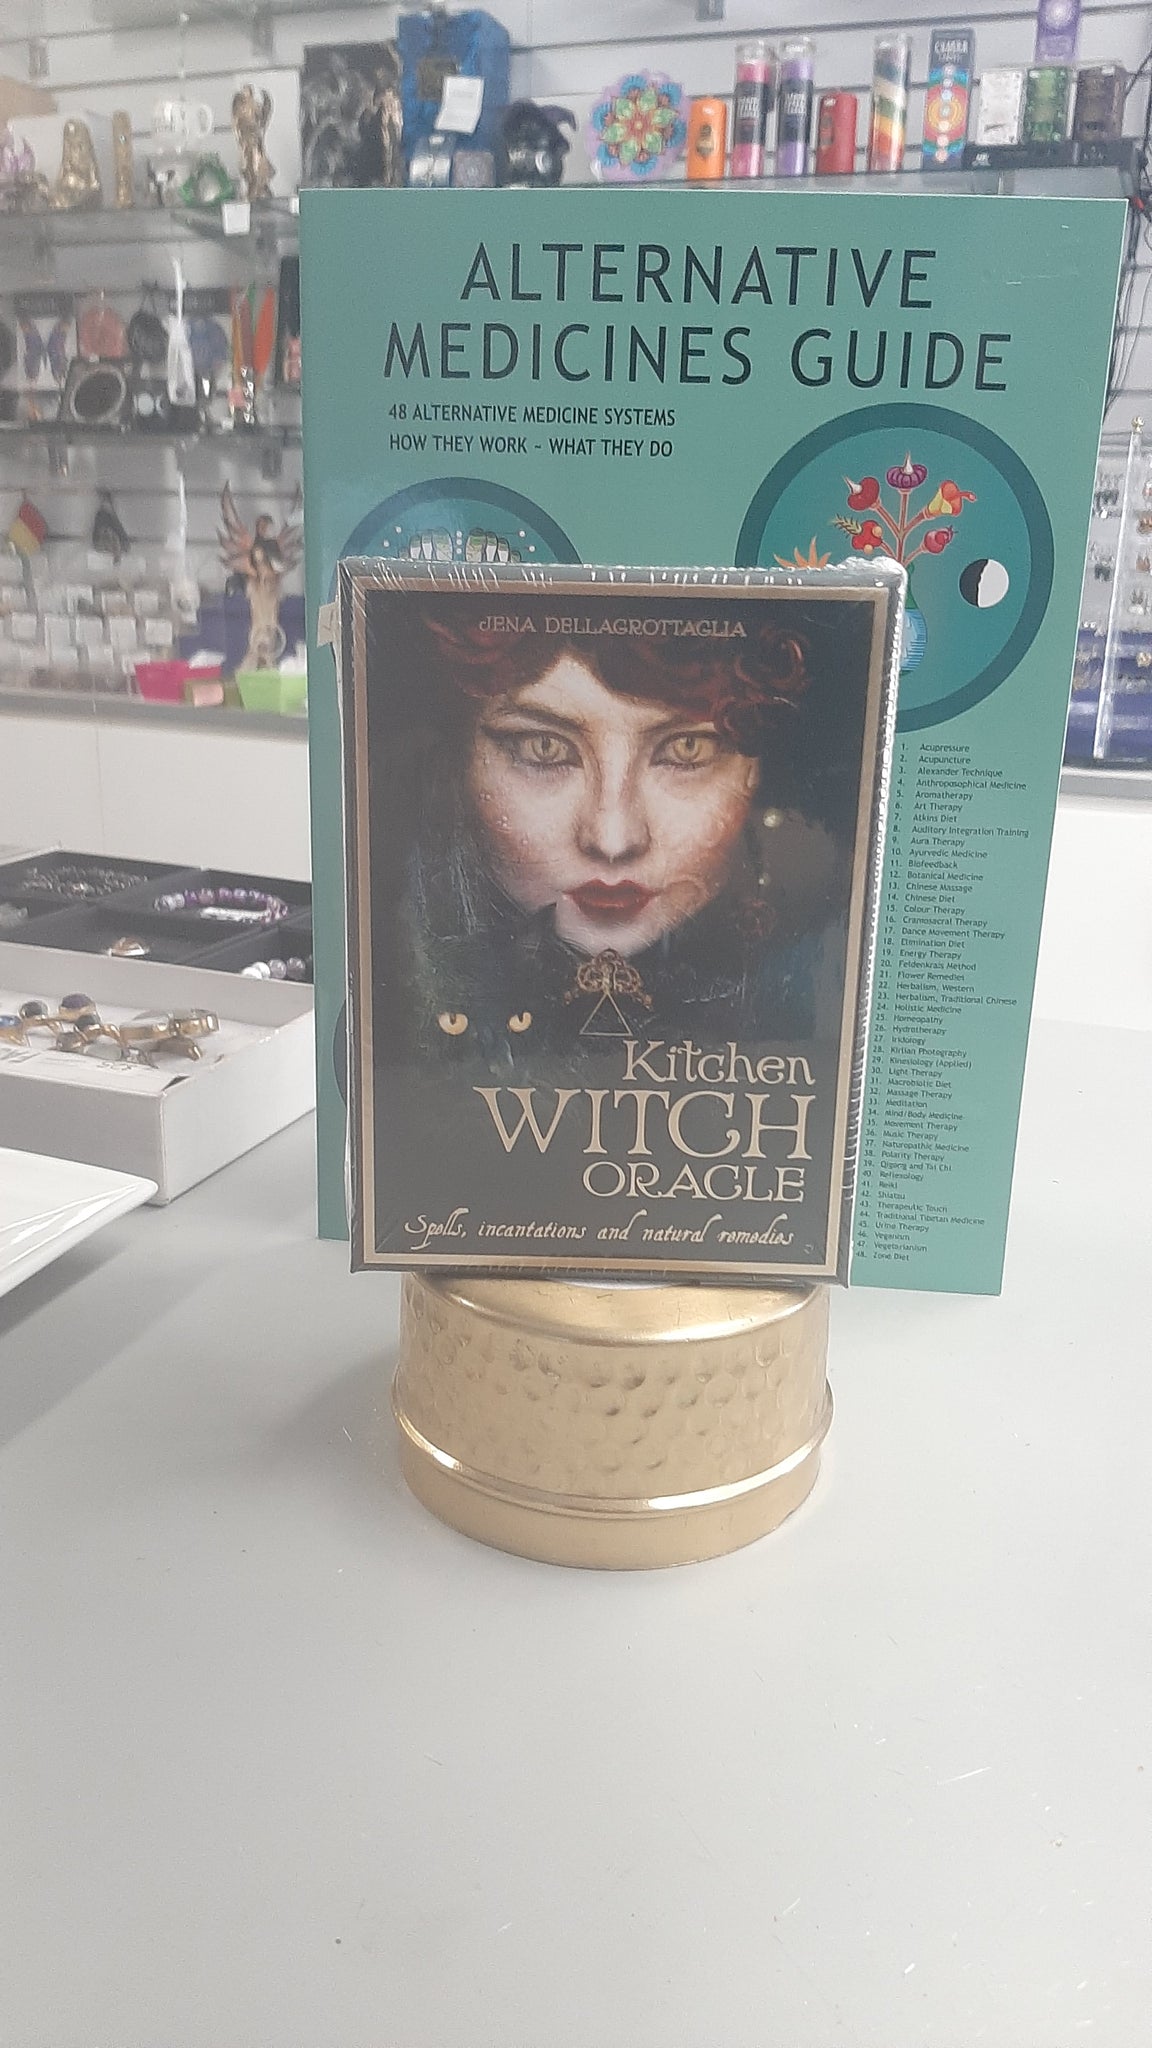 ALTERNATIVE
MEDICINES GUIDE
48 ALTERNATIVE MEDICINE SYSTEMS
HOW THEY WORK ~ WHAT THEY DO
JENA DELLAGROTTAGLIA
Kitchen
WITCH
ORACLE
Spells, incantations and natural remedies
1. Acupressure
2. Acupuncture
3. Alexander Technique
4. Anthroposophical Medicine
5. Aromatherapy
6. Art Therapy
7. Atkins Diet
8. Auditory Integration Training
9. Aura Therapy
10. Ayurvedic Medicine
11. Biofeedback
12. Botanical Medicine
13. Chinese Massage
14. Chinese Diet
15. Colour Therapy
16. Cramosacral Therapy
17. Dance Movement Therapy
18. Elimination Diet
19. Energy Therapy
20. Feldenkrais Method
21. Flower Remedies
22. Herbalism, Western
23. Herbalism, Traditional Chinese
24. Holistic Medicine
25. Homeopathy
26. Hydrotherapy
27. Iridology
28. Kirlian Photography
29. Kinesiology (Applied)
30. Light Therapy
31. Macrobiotic Diet
32. Massage Therapy
33. Meditation
34. Mind/Body Medicine
35. Movement Therapy
36. Music Therapy
37. Naturopathic Medicine
38. Polarity Therapy
39. Qigong and Tai Chi
40. Reflexology
41. Reiki
42. Shiatsu
43. Therapeutic Touch
44. Traditional Tibetan Medicine
45. Urine Therapy
46. Veganism
47. Vegetarianism
48. Zone Diet